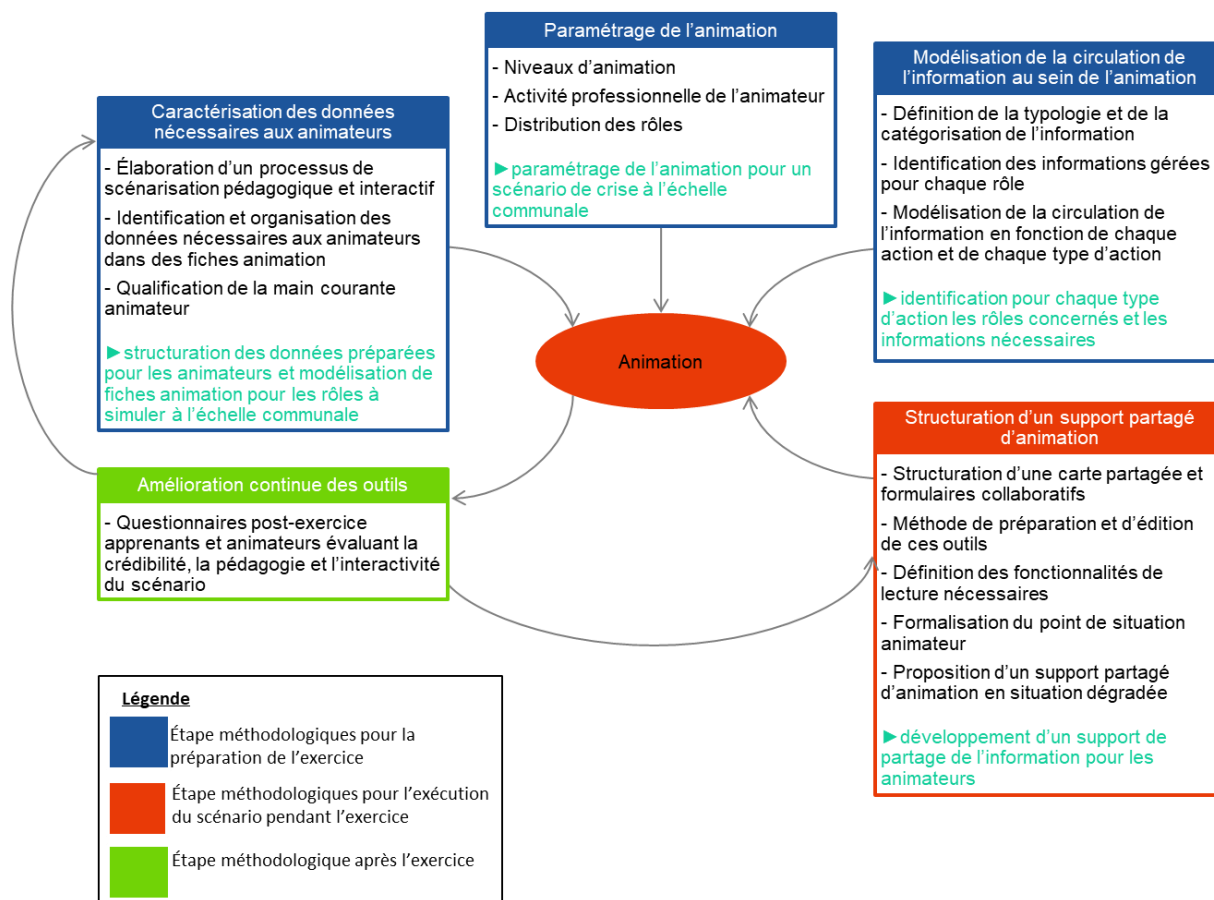 Paramétrage de l'animation
- Niveaux d'animation
- Activité professionnelle de l'animateur
- Distribution des rôles
►paramétrage de l'animation pour un
scénario de crise à l'échelle
communale
Modélisation de la circulation de
l'information au sein de l'animation
- Définition de la typologie et de la
catégorisation de l'information
- Identification des informations gérées
pour chaque rôle
- Modélisation de la circulation de
l'information en fonction de chaque
action et de chaque type d'action
►identification pour chaque type
d'action les rôles concernés et les
informations nécessaires
Caractérisation des données
nécessaires aux animateurs
- Élaboration d'un processus de
scénarisation pédagogique et interactif
- Identification et organisation des
données nécessaires aux animateurs
dans des fiches animation
- Qualification de la main courante
animateur
►structuration des données préparées
pour les animateurs et modélisation de
fiches animation pour les rôles à
simuler à l'échelle communale
Animation
Structuration d'un support partagé
d'animation
- Structuration d'une carte partagée et
formulaires collaboratifs
- Méthode de préparation et d'édition
de ces outils
- Définition des fonctionnalités de
lecture nécessaires
- Formalisation du point de situation
animateur
- Proposition d'un support partagé
d'animation en situation dégradée
►développement d'un support de
partage de l'information pour les
animateurs
Amélioration continue des outils
- Questionnaires post-exercice
apprenants et animateurs évaluant la
crédibilité, la pédagogie et l'interactivité
du scénario
Légende
Étape méthodologiques pour la
préparation de l'exercice
Étape méthodologiques pour l'exécution
du scénario pendant l'exercice
Étape méthodologique après l'exercice